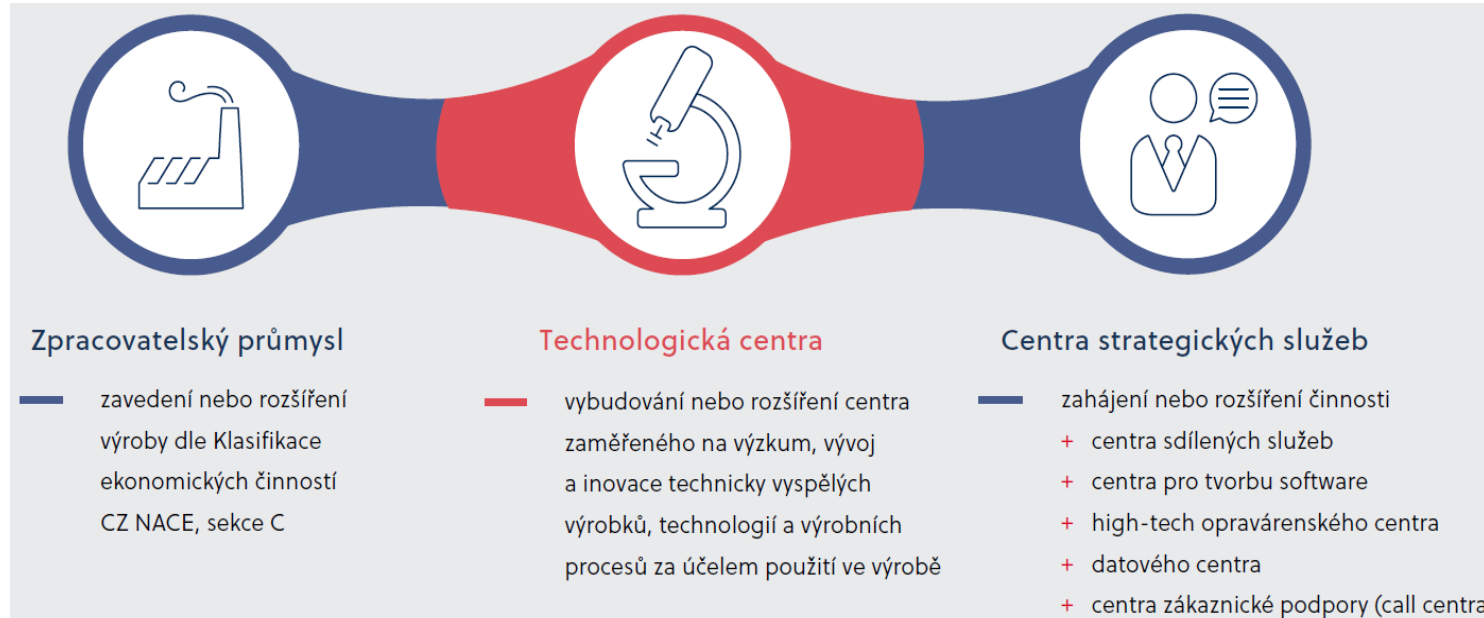 Zpracovatelský průmysl
zavedení nebo rozšíření
výroby dle Klasifikace
ekonomických činností
CZ NACE, sekce C
Technologická centra
vybudování nebo rozšíření centra
zaměřeného na výzkum, vývoj
a inovace technicky vyspělých
výrobků, technologií a výrobních
procesů za účelem použití ve výrobě
Centra strategických služeb
zahájení nebo rozšíření činnosti
+ centra sdílených služeb
+ centra pro tvorbu software
+ high-tech opravárenského centra
+ datového centra
+ centra zákaznické podpory (call centra